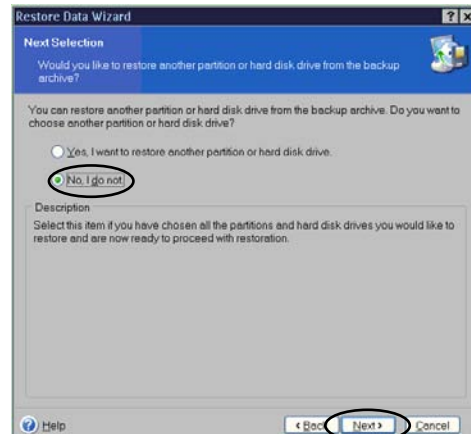 Restore Data Wizard
Next Selection
Would you like to restore another partition or hard disk drive from the backup
archive?
You can restore another partition or hard disk drive from the backup archive. Do you want to
choose another partition or hard disk drive?
Yes, I want to restore another partition or hard disk drive.
No, I do not
Description
Select this item if you have chosen all the partitions and hard disk drives you would like to
restore and are now ready to proceed with restoration.
Help
< Back
Next >
Cancel